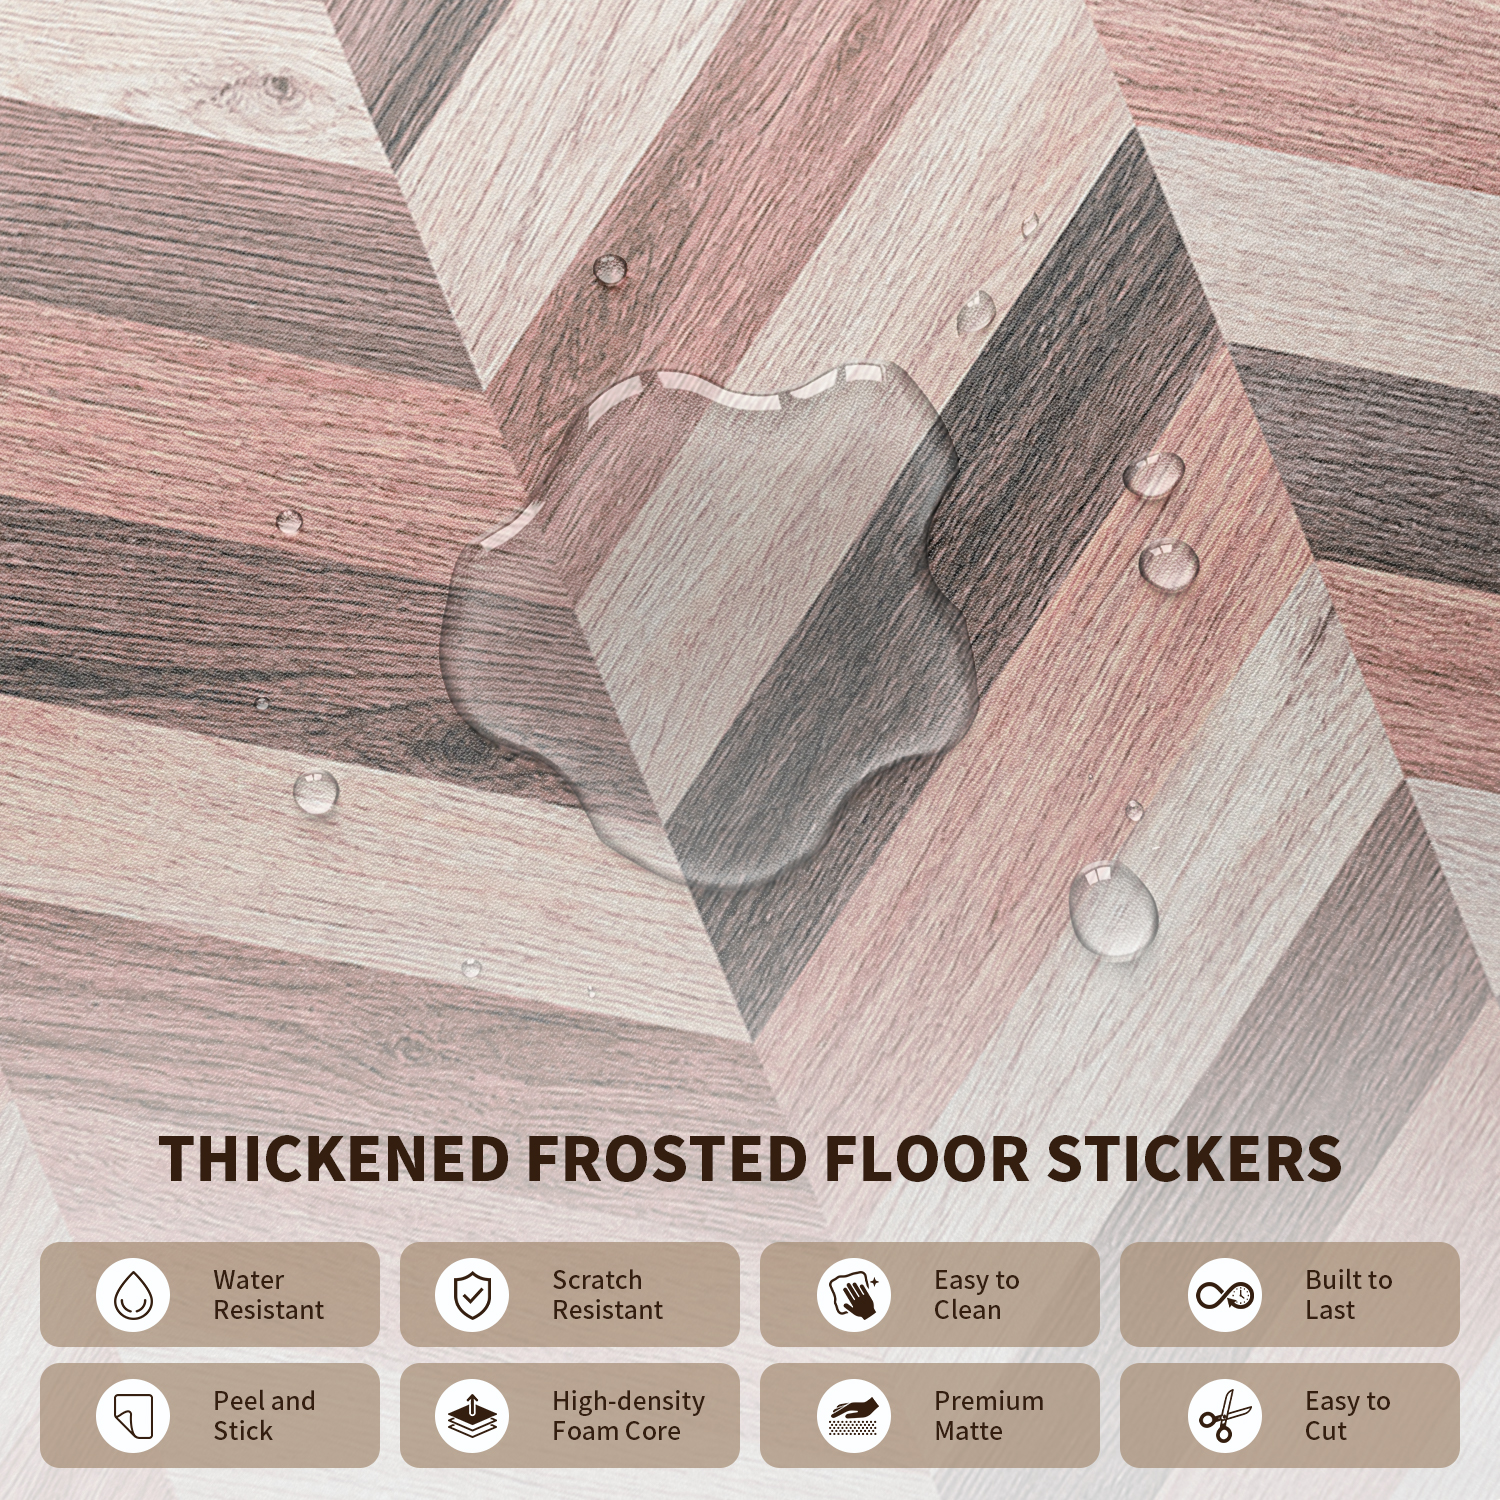 THICKENED FROSTED FLOOR STICKERS
Water
Resistant
Scratch
Resistant
Easy to
Clean
Built to
Last
Peel and
Stick
High-density
Foam Core
Premium
Matte
Easy to
Cut